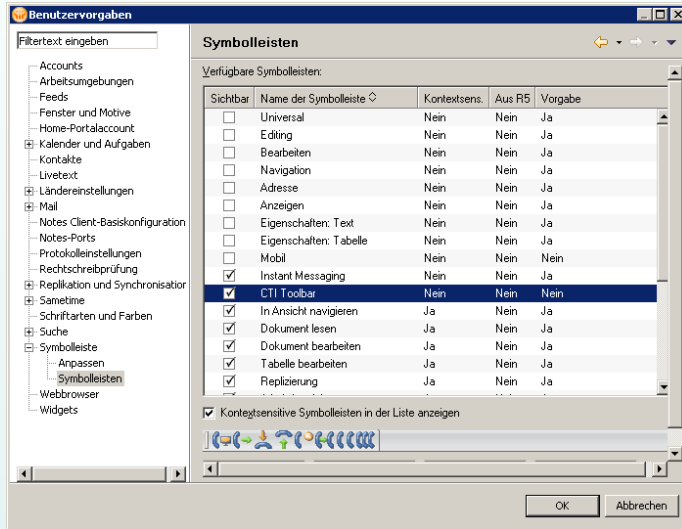 Benutzervorgaben
Filtertext eingeben
Accounts
Arbeitsumgebungen
Feeds
Fenster und Motive
Home-Portalaccount
Kalender und Aufgaben
Kontakte
Livetext
Ländereinstellungen
Mail
Notes Client-Basiskonfiguration
Notes-Ports
Protokolleinstellungen
Rechtschreibprüfung
Replikation und Synchronisation
Sametime
Schriftarten und Farben
Suche
Symbolleiste
Anpassen
Symbolleisten
Webbrowser
Widgets
Symbolleisten
Verfügbare Symbolleisten:
Sichtbar Name der Symbolleiste Kontextsens. Aus R5 Vorgabe
Universal Nein Nein Ja
Editing Nein Nein Ja
Bearbeiten Nein Nein Ja
Navigation Nein Nein Ja
Adresse Nein Nein Ja
Anzeigen Nein Nein Ja
Eigenschaften: Text Nein Nein Ja
Eigenschaften: Tabelle Nein Nein Ja
Mobil Nein Nein Nein
Instant Messaging Nein Nein Ja
CTI Toolbar Nein Nein Nein
In Ansicht navigieren Ja Nein Ja
Dokument lesen Ja Nein Ja
Dokument bearbeiten Ja Nein Ja
Tabelle bearbeiten Ja Nein Ja
Replizierung Ja Nein Ja
Kontextsensitive Symbolleisten in der Liste anzeigen
OK Abbrechen